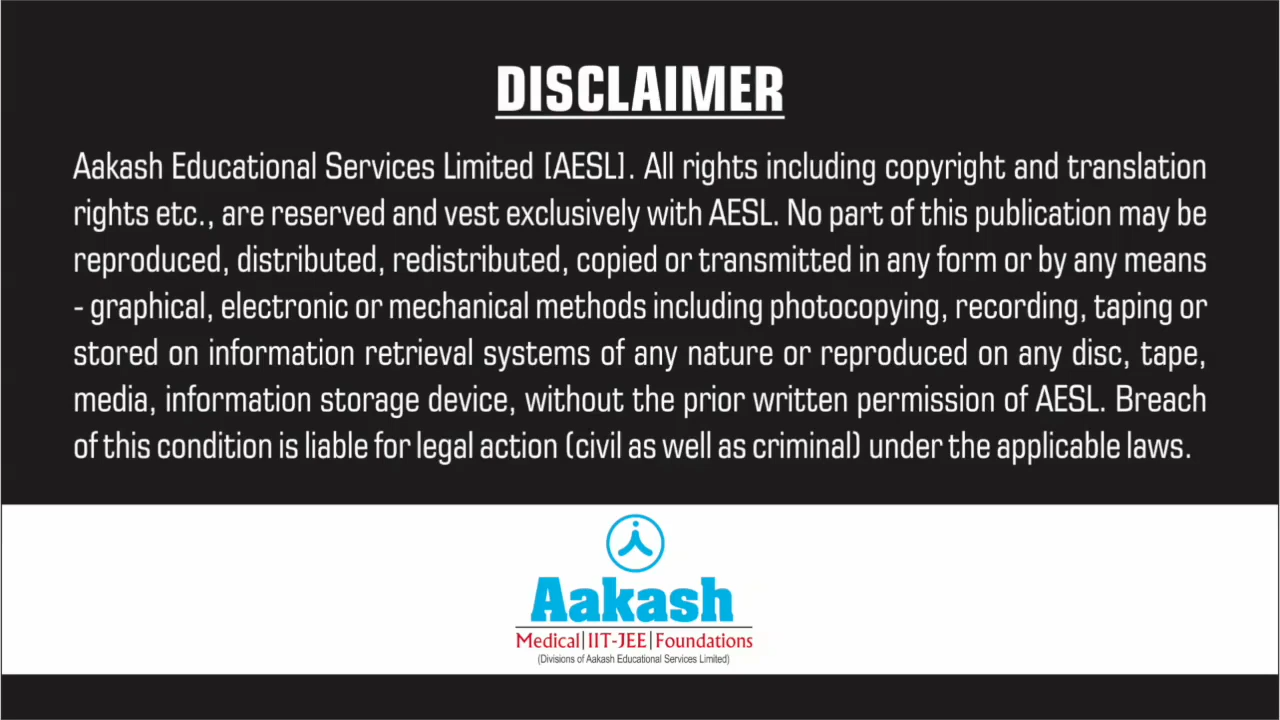 DISCLAIMER
Aakash Educational Services Limited [AESL]. All rights including copyright and translation
rights etc., are reserved and vest exclusively with AESL. No part of this publication may be
reproduced, distributed, redistributed, copied or transmitted in any form or by any means
- graphical, electronic or mechanical methods including photocopying, recording, taping or
stored on information retrieval systems of any nature or reproduced on any disc, tape,
media, information storage device, without the prior written permission of AESL. Breach
of this condition is liable for legal action (civil as well as criminal) under the applicable laws.
Aakash
Medical|IIT-JEE|Foundations
(Divisions of Aakash Educational Services Limited)